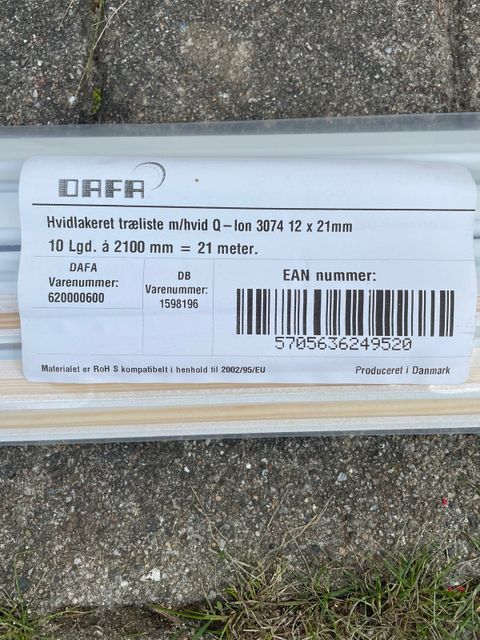 DAFA
Hvidlakeret træliste m/hvid Q-lon 3074 12 x 21mm
10 Lgd. á 2100 mm = 21 meter.
DAFA
Varenummer:
620000600
DB
Varenummer:
1598196
EAN nummer:
5705636249520
Materialet er RoH S kompatibelt i henhold til 2002/95/EU
Produceret i Danmark